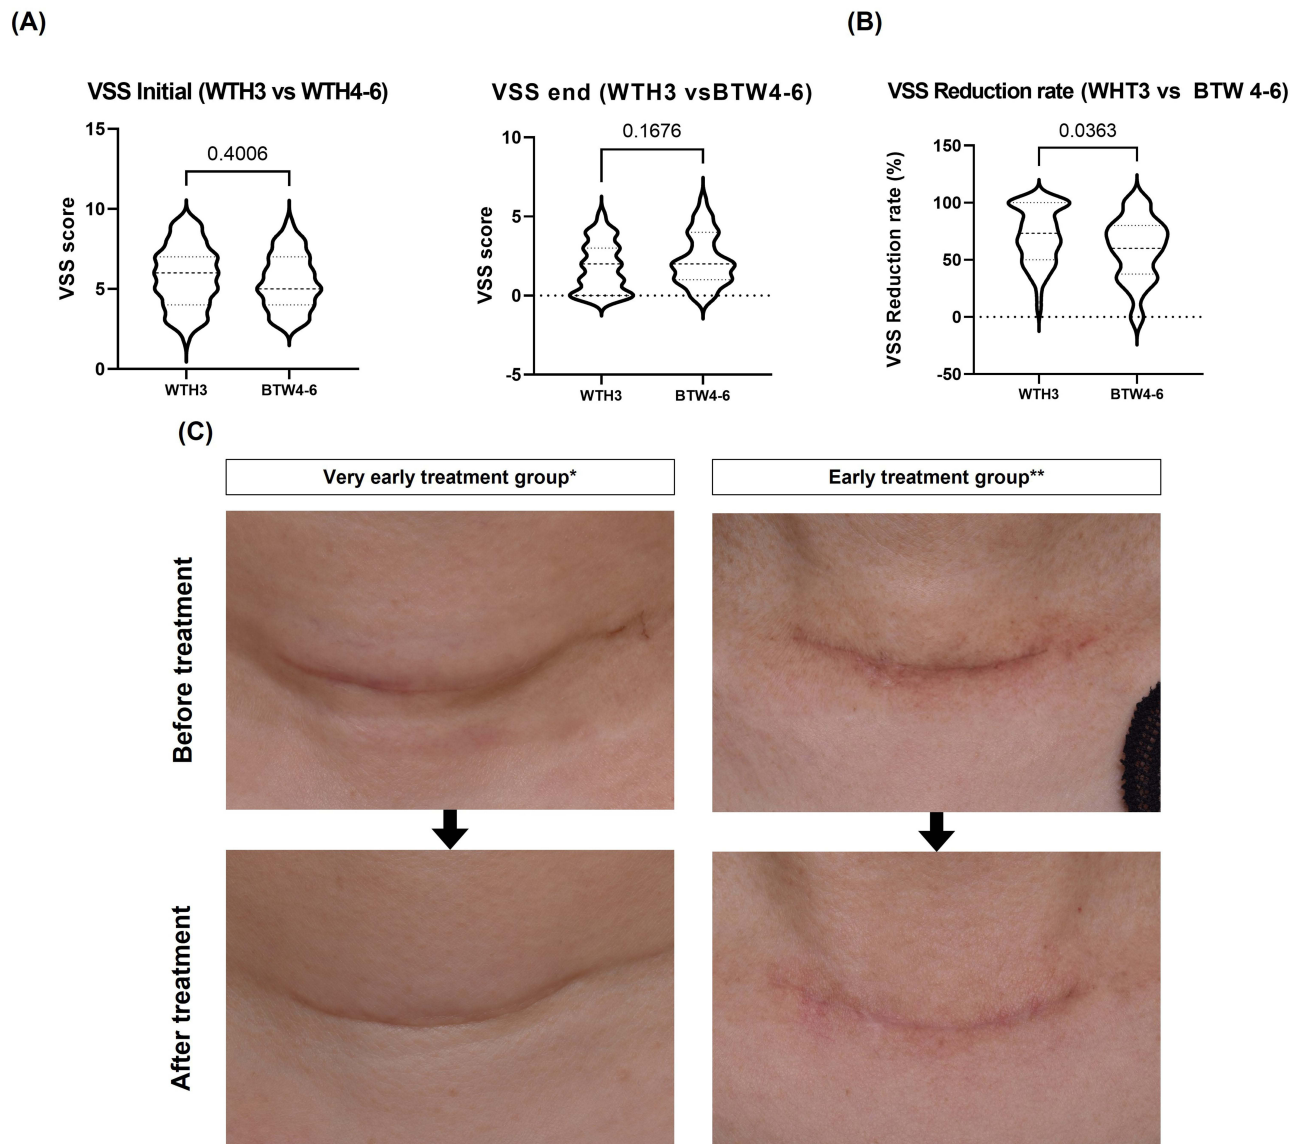 (A)
(B)
VSS Initial (WTH3 vs WTH4-6)
15
10
5
0
VSS score
0.4006
WTH3
BTW4-6
VSS end (WTH3 vsBTW4-6)
10
5
0
-5
VSS score
0.1676
WTH3
BTW4-6
VSS Reduction rate (WHT3 vs BTW 4-6)
150
100
50
0
-50
VSS Reduction rate (%)
0.0363
WTH3
BTW4-6
(C)
Very early treatment group*
Early treatment group**
Before treatment
After treatment